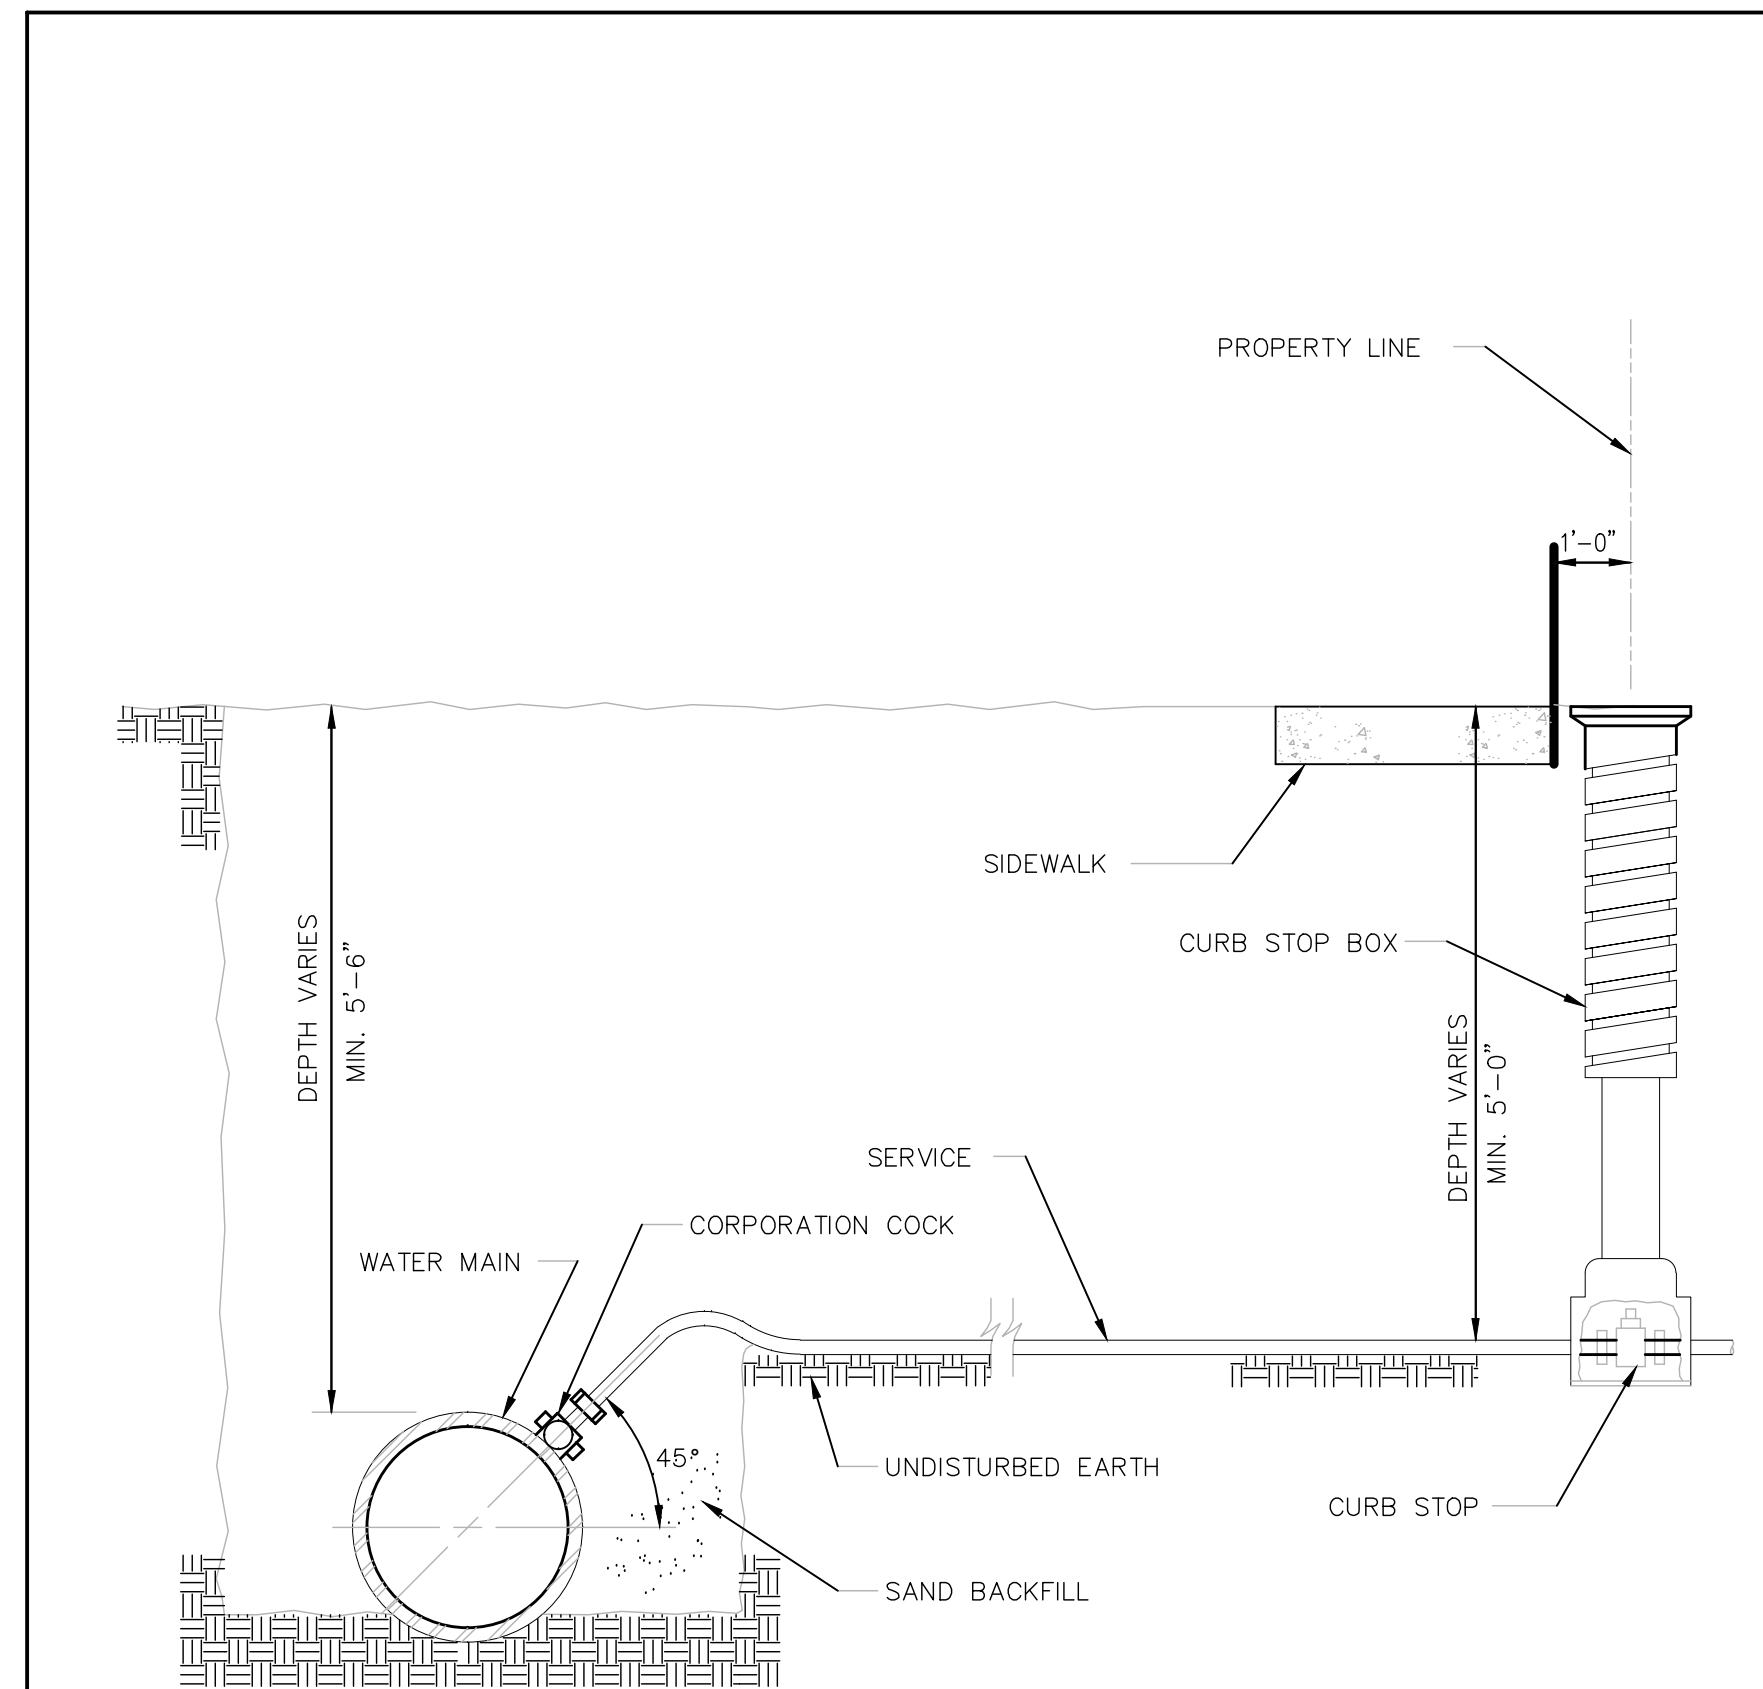 PROPERTY LINE
1'-0"
SIDEWALK
CURB STOP BOX
DEPTH VARIES
MIN. 5'-6"
DEPTH VARIES
MIN. 5'-0"
SERVICE
CORPORATION COCK
WATER MAIN
45°
UNDISTURBED EARTH
CURB STOP
SAND BACKFILL